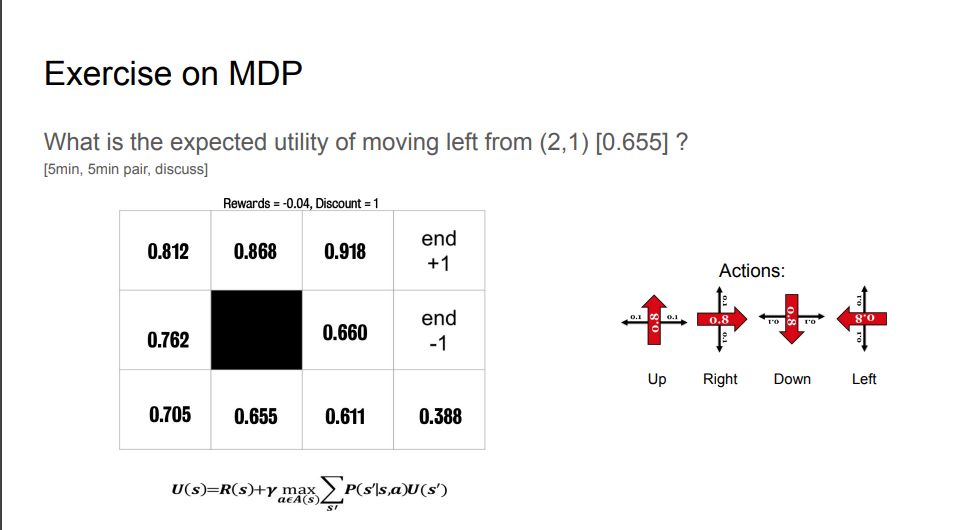 Exercise on MDP
What is the expected utility of moving left from (2,1) [0.655] ?
[5min, 5min pair, discuss]
Rewards = -0.04, Discount = 1
0.812 0.868 0.918 end +1
0.762 0.660 end -1
0.705 0.655 0.611 0.388
Actions:
0.1 0.8 0.1 0.1 0.8 0.1 0.1 0.8 0.1 0.1 0.8 0.1
Up Right Down Left
U(s)=R(s)+γ max a∈A(s) ∑ s' P(s'|s,a)U(s')